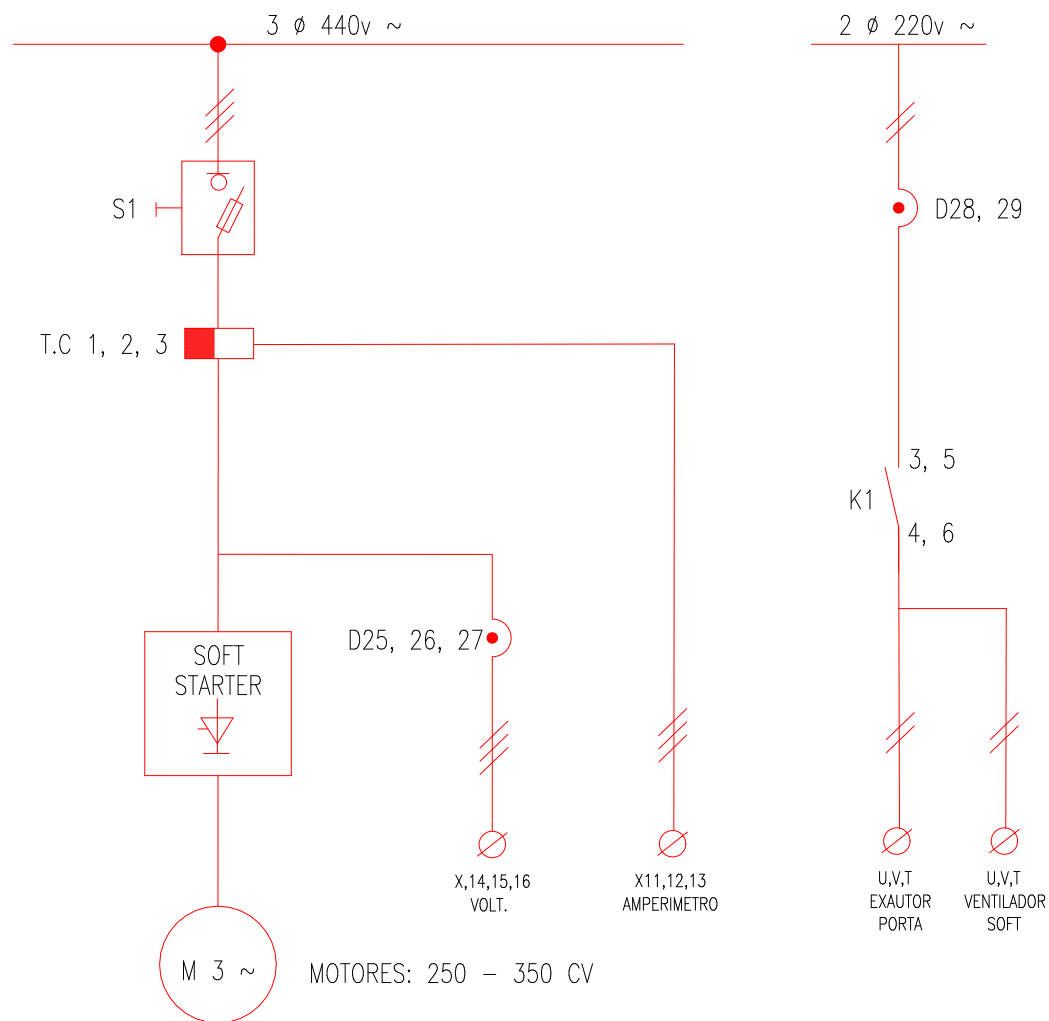 3 ø 440v ~
2 ø 220v ~
S1
D28, 29
T.C 1, 2, 3
3, 5
K1
4, 6
D25, 26, 27
SOFT
STARTER
X,14,15,16
VOLT.
X11,12,13
AMPERIMETRO
U,V,T
EXAUTOR
PORTA
U,V,T
VENTILADOR
SOFT
M 3 ~
MOTORES: 250 - 350 CV